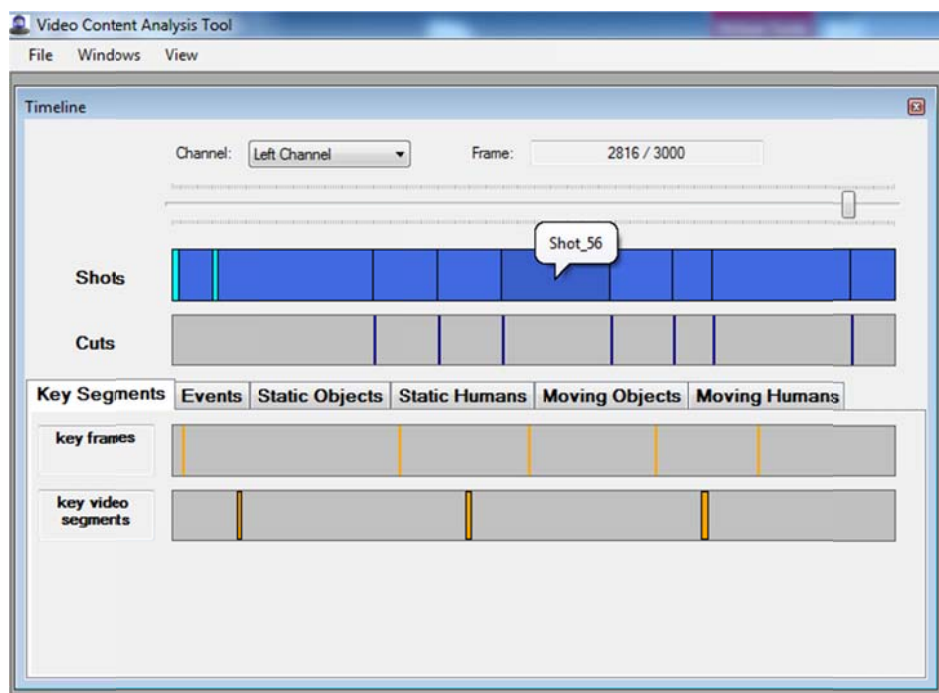 Video Content Analysis Tool
File Windows View
Timeline
Channel: Left Channel Frame: 2816 / 3000
Shot_56
Shots
Cuts
Key Segments Events Static Objects Static Humans Moving Objects Moving Humans
key frames
key video
segments